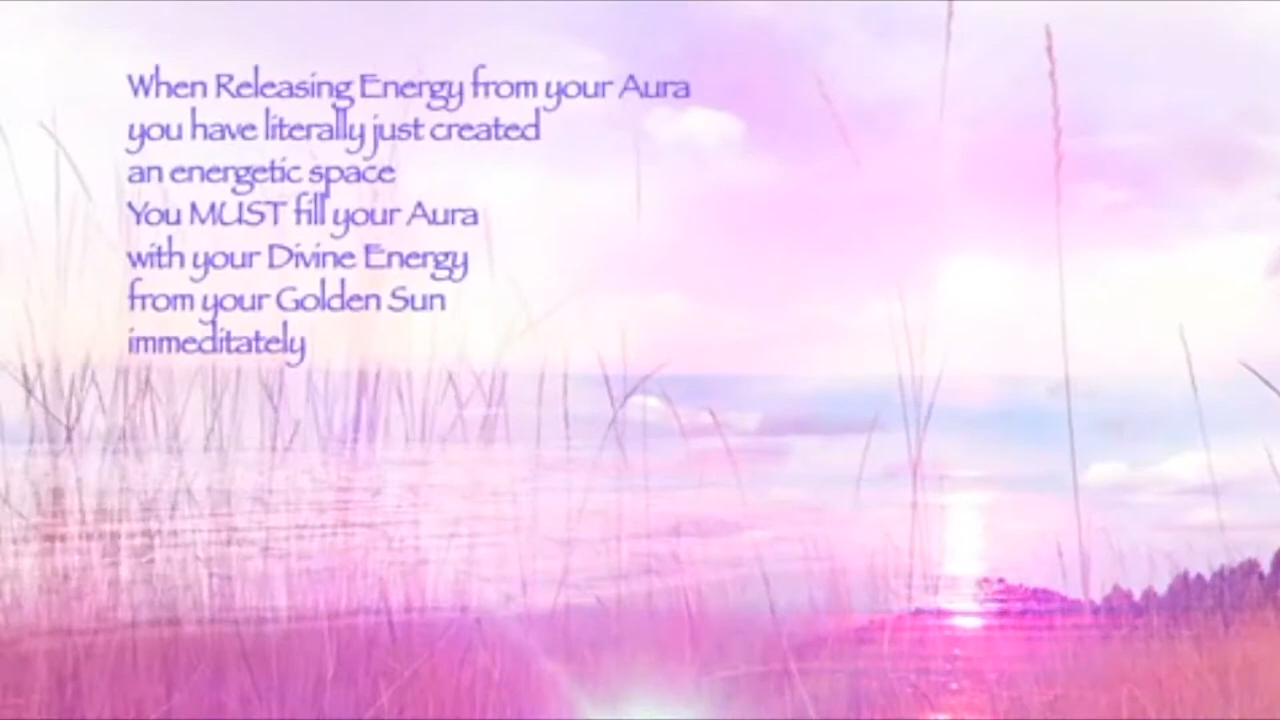 When Releasing Energy from your Aura
you have literally just created
an energetic space
You MUST fill your Aura
with your Divine Energy
from your Golden Sun
immeditately